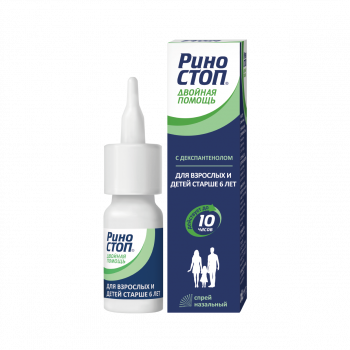 Рино
СТОП®
ДВОЙНАЯ
ПОМОЩЬ
С ДЕКСПАНТЕНОЛОМ
ДЛЯ ВЗРОСЛЫХ И
ДЕТЕЙ СТАРШЕ 6 ЛЕТ
10
ЧАСОВ
спрей
назальный
Рино
СТОП®
ДВОЙНАЯ
ПОМОЩЬ
ДЛЯ ВЗРОСЛЫХ И
ДЕТЕЙ СТАРШЕ 6 ЛЕТ